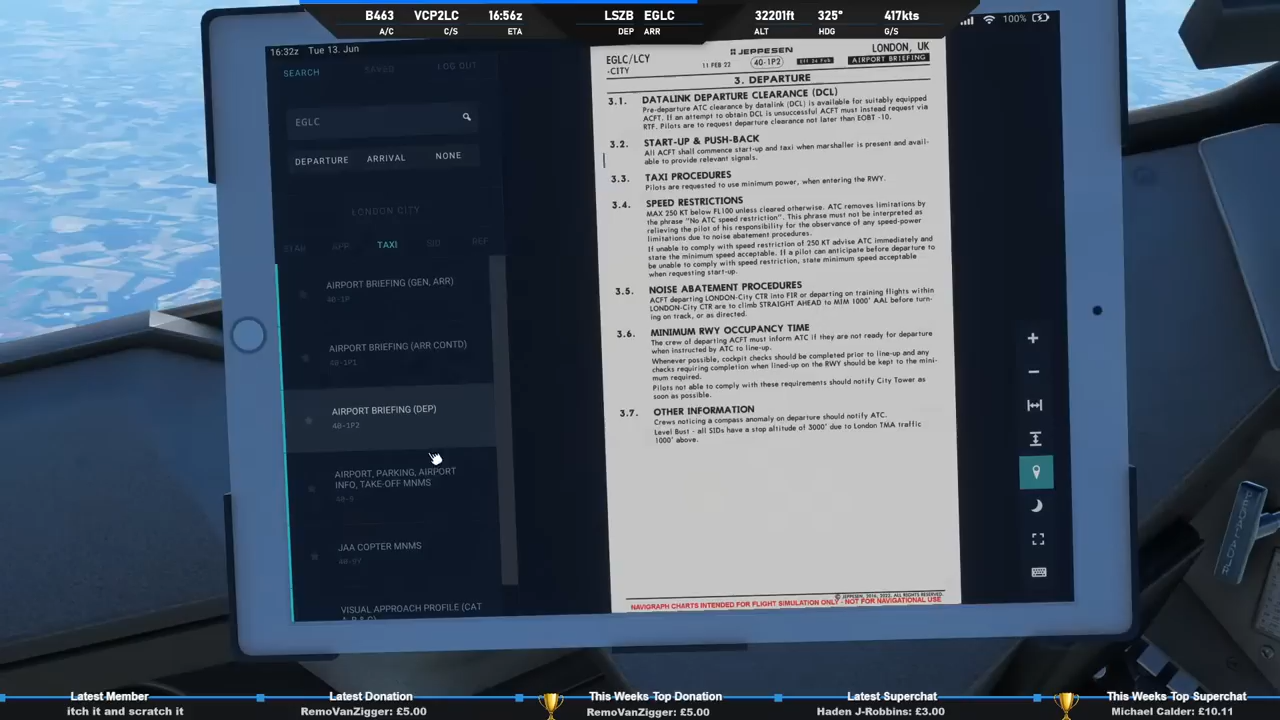 B463 VCP2LC 16:56z LSZB EGLC 32201ft 325° 417kts
A/C C/S ETA DEP ARR ALT HDG G/S
16:32z Tue 13. Jun
100%
SEARCH SAVED LOG OUT
EGLC
DEPARTURE ARRIVAL NONE
LONDON CITY
STAR APP TAXI SID REF
AIRPORT BRIEFING (GEN, ARR)
40-1P
AIRPORT BRIEFING (ARR CONTD)
40-1P1
AIRPORT BRIEFING (DEP)
40-1P2
AIRPORT, PARKING, AIRPORT
INFO, TAKE-OFF MNMS
40-9
JAA COPTER MNMS
40-9Y
VISUAL APPROACH PROFILE (CAT
A, B & C)
EGLC/LCY JEPPESEN LONDON, UK
-CITY 11 FEB 22 40-1P2 Eff 24 Feb AIRPORT BRIEFING
3. DEPARTURE
3.1. DATALINK DEPARTURE CLEARANCE (DCL)
Pre-departure ATC clearance by datalink (DCL) is available for suitably equipped
ACFT. If an attempt to obtain DCL is unsuccessful ACFT must instead request via
RTF. Pilots are to request departure clearance not later than EOBT -10.
3.2. START-UP & PUSH-BACK
All ACFT shall commence start-up and taxi when marshaller is present and avail-
able to provide relevant signals.
3.3. TAXI PROCEDURES
Pilots are requested to use minimum power, when entering the RWY.
3.4. SPEED RESTRICTIONS
MAX 250 KT below FL100 unless cleared otherwise. ATC removes limitations by
the phrase "No ATC speed restriction". This phrase must not be interpreted as
relieving the pilot of his responsibility for the observance of any speed-power
limitations due to noise abatement procedures.
If unable to comply with speed restriction of 250 KT advise ATC immediately and
state the minimum speed acceptable. If a pilot can anticipate before departure to
be unable to comply with speed restriction, state minimum speed acceptable
when requesting start-up.
3.5. NOISE ABATEMENT PROCEDURES
ACFT departing LONDON-City CTR into FIR or departing on training flights within
LONDON-City CTR are to climb STRAIGHT AHEAD to MIM 1000' AAL before turn-
ing on track, or as directed.
3.6. MINIMUM RWY OCCUPANCY TIME
The crew of departing ACFT must inform ATC if they are not ready for departure
when instructed by ATC to line-up.
Whenever possible, cockpit checks should be completed prior to line-up and any
checks requiring completion when lined-up on the RWY should be kept to the mini-
mum required.
Pilots not able to comply with these requirements should notify City Tower as
soon as possible.
3.7. OTHER INFORMATION
Crews noticing a compass anomaly on departure should notify ATC.
Level Bust - all SIDs have a stop altitude of 3000' due to London TMA traffic
1000' above.
NAVIGRAPH CHARTS INTENDED FOR FLIGHT SIMULATION ONLY - NOT FOR NAVIGATIONAL USE
Latest Member Latest Donation This Weeks Top Donation Latest Superchat This Weeks Top Superchat
itch it and scratch it RemoVanZigger: £5.00 RemoVanZigger: £5.00 Haden J-Robbins: £3.00 Michael Calder: £10.11